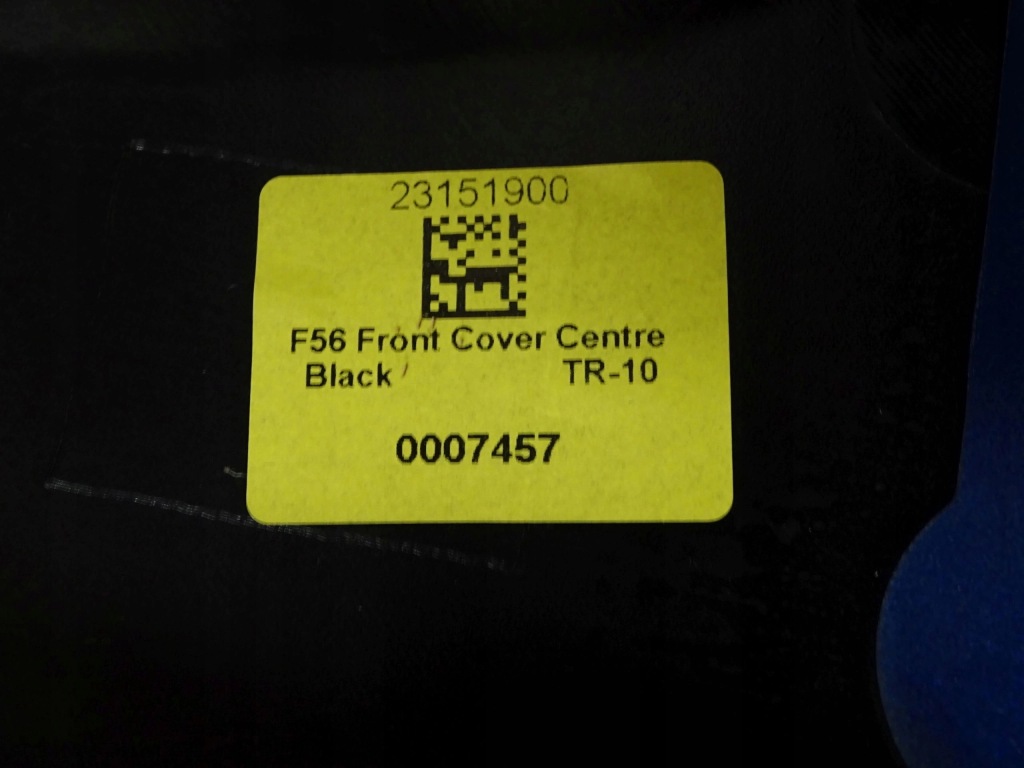 23151900
F56 Front Cover Centre
Black TR-10
0007457